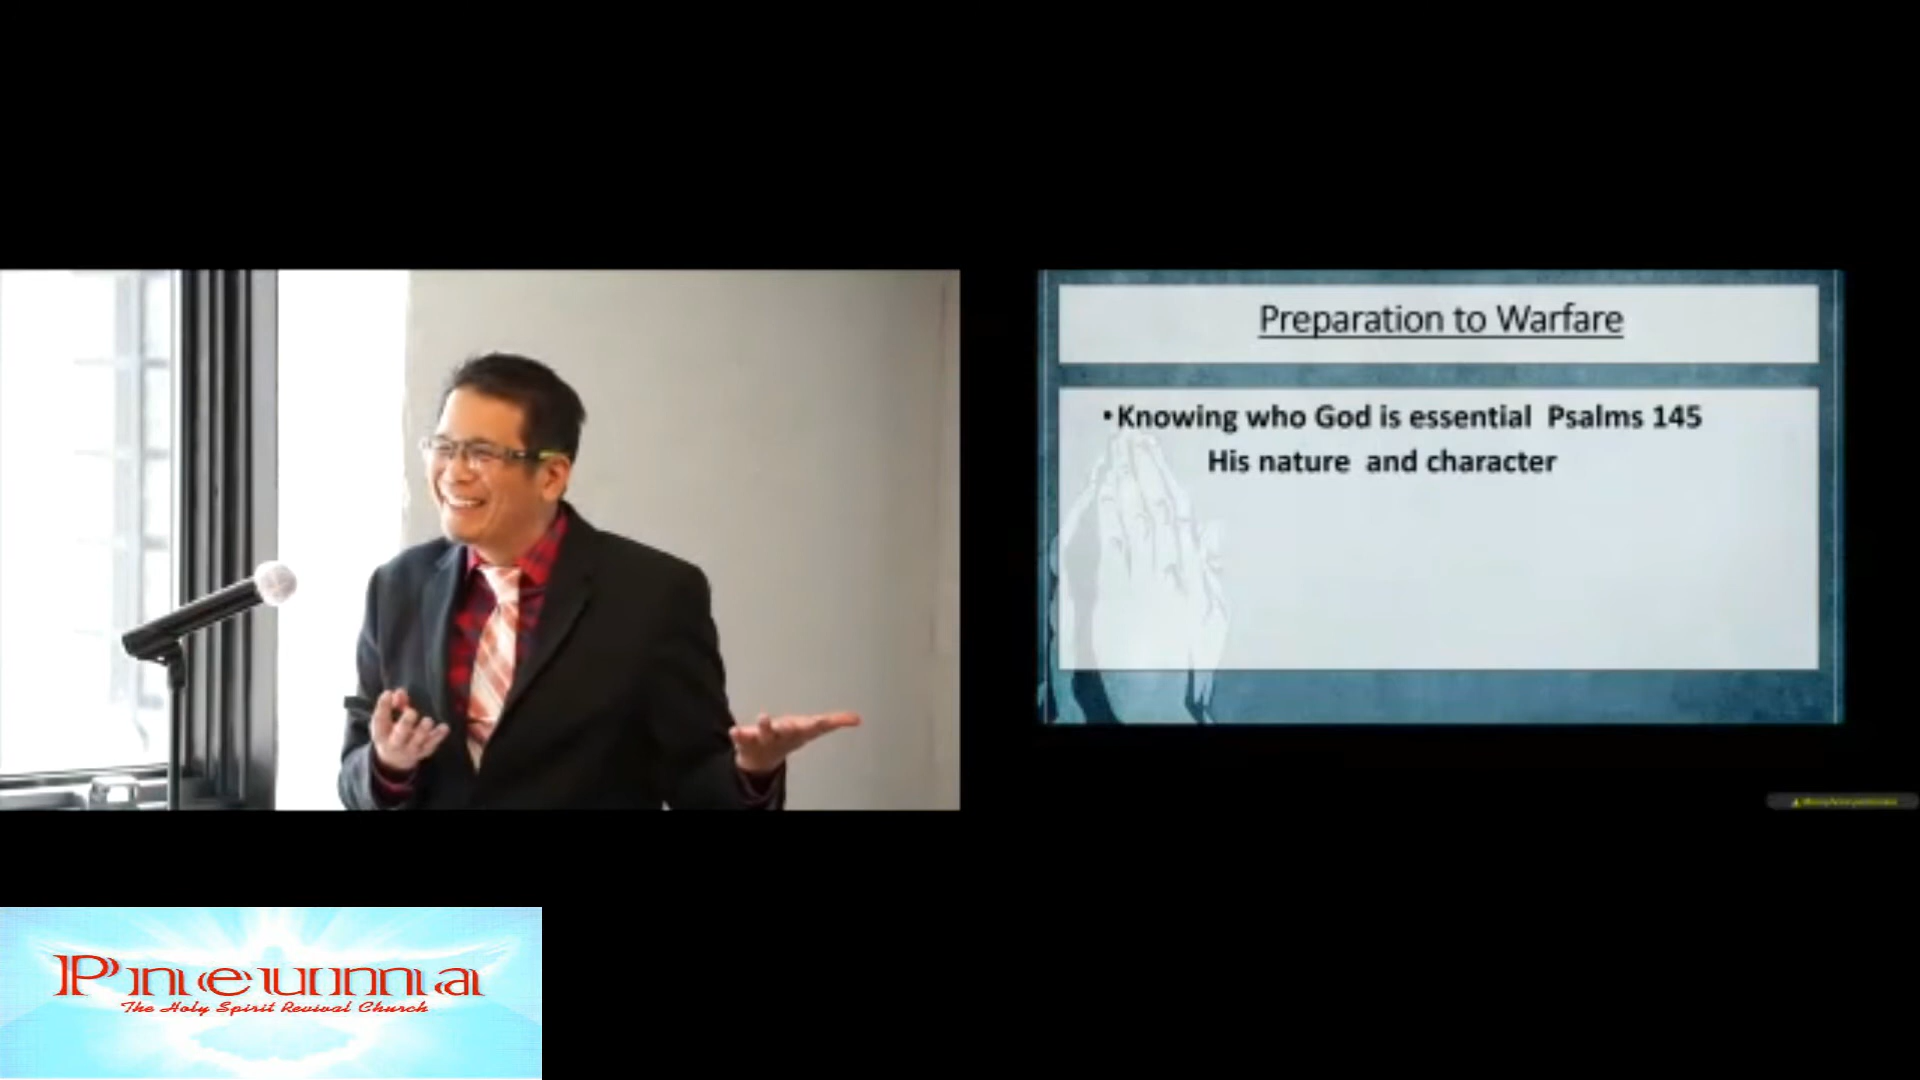 Preparation to Warfare
•Knowing who God is essential  Psalms 145
His nature  and character
Pneuma
The Holy Spirit Revival Church